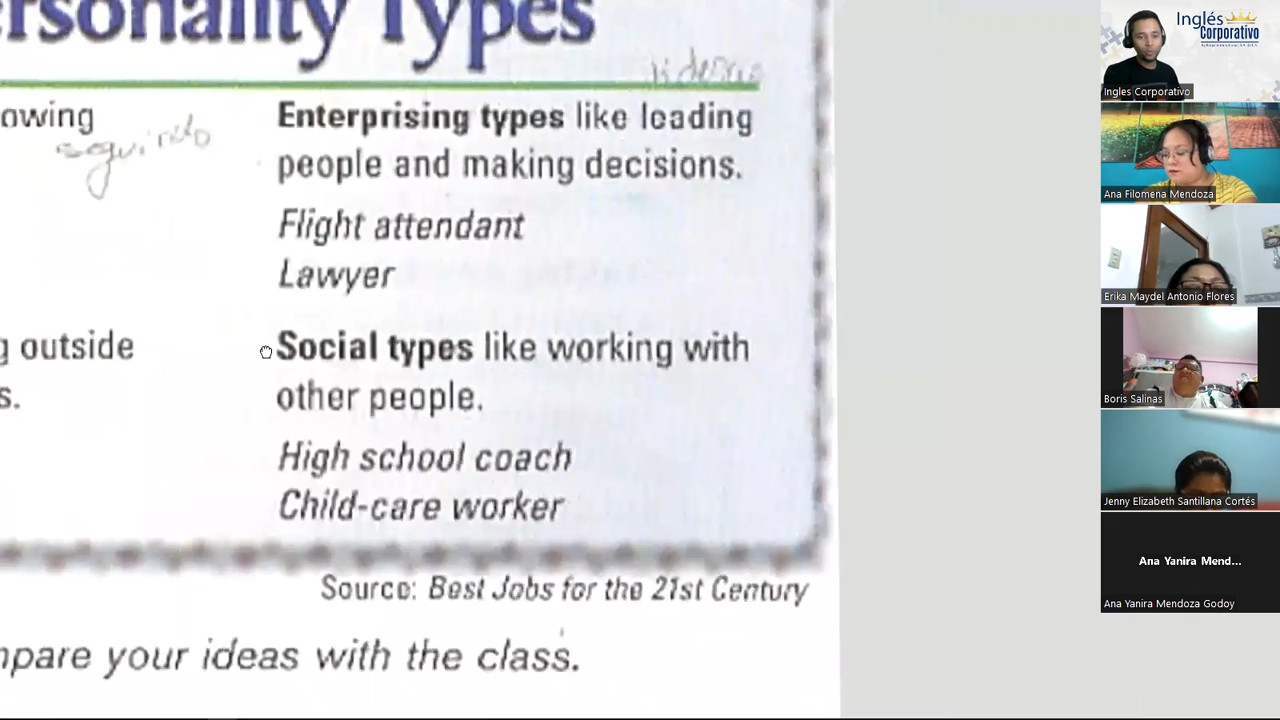 ersonality Types
owing
seguindo
Enterprising types like leading
people and making decisions.
Flight attendant
Lawyer
g outside
s.
Social types like working with
other people.
High school coach
Child-care worker
Source: Best Jobs for the 21st Century
mpare your ideas with the class.
Inglés
Corporativo
Ingles Corporativo
Ana Filomena Mendoza
Erika Maydel Antonio Flores
Boris Salinas
Jenny Elizabeth Santillana Cortés
Ana Yanira Mend...
Ana Yanira Mendoza Godoy